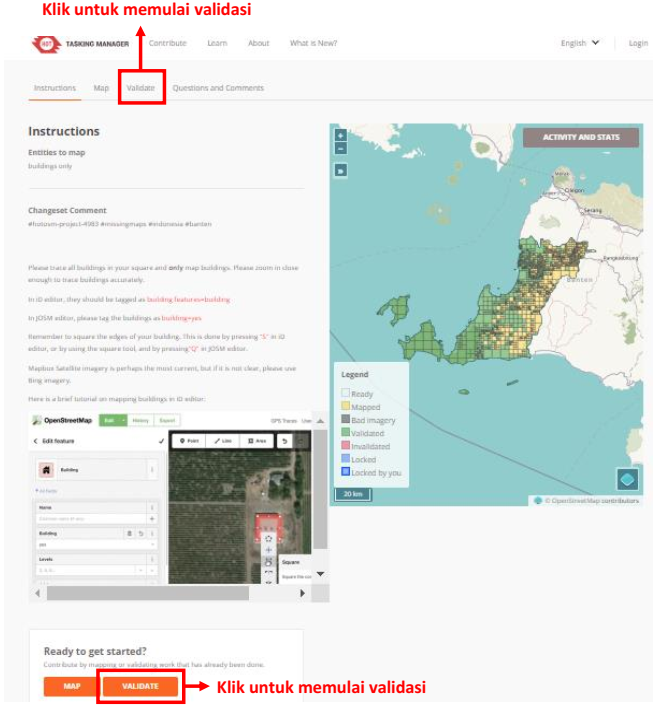 Klik untuk memulai validasi
HOT TASKING MANAGER Contribute Learn About What is New? English Login
Instructions Map Validate Questions and Comments
Instructions
Entities to map
buildings only
Changeset Comment
#hotosm-project-4985 #missingmaps #indonesia #banten
Please trace all buildings in your square and only map buildings. Please zoom in close
enough to trace buildings accurately.
In iD editor, they should be tagged as building features=building
In JOSM editor, please tag the buildings as building=yes
Remember to square the edges of your building. This is done by pressing "S" in iD
editor, or by using the square tool, and by pressing"Q" in JOSM editor.
Mapbox Satellite imagery is perhaps the most current, but if it is not clear, please use
Bing imagery.
Here is a brief tutorial on mapping buildings in iD editor:
OpenStreetMap Edit History Export GPS Traces User
Edit feature Point Line Area
Building
All fields
Name
Building
yes
Levels
Square
ACTIVITY AND STATS
Cilegon
Serang
Rangkasbitung
Banten
Legend
Ready
Mapped
Bad imagery
Validated
Invalidated
Locked
Locked by you
20 km
© OpenStreetMap contributors
Ready to get started?
Contribute by mapping or validating work that has already been done.
MAP VALIDATE Klik untuk memulai validasi